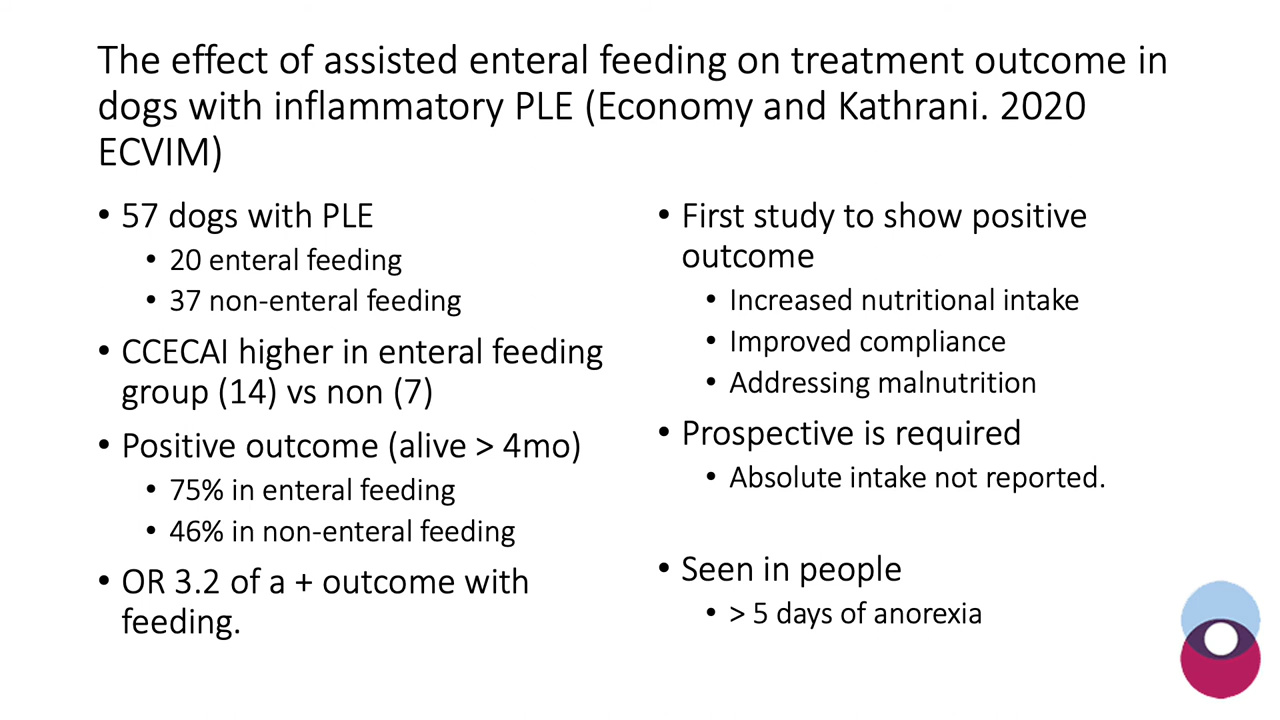 The effect of assisted enteral feeding on treatment outcome in
dogs with inflammatory PLE (Economy and Kathrani. 2020
ECVIM)
• 57 dogs with PLE
• 20 enteral feeding
• 37 non-enteral feeding
• CCECAI higher in enteral feeding
group (14) vs non (7)
• Positive outcome (alive > 4mo)
• 75% in enteral feeding
• 46% in non-enteral feeding
• OR 3.2 of a + outcome with
feeding.
• First study to show positive
outcome
• Increased nutritional intake
• Improved compliance
• Addressing malnutrition
• Prospective is required
• Absolute intake not reported.
• Seen in people
• > 5 days of anorexia